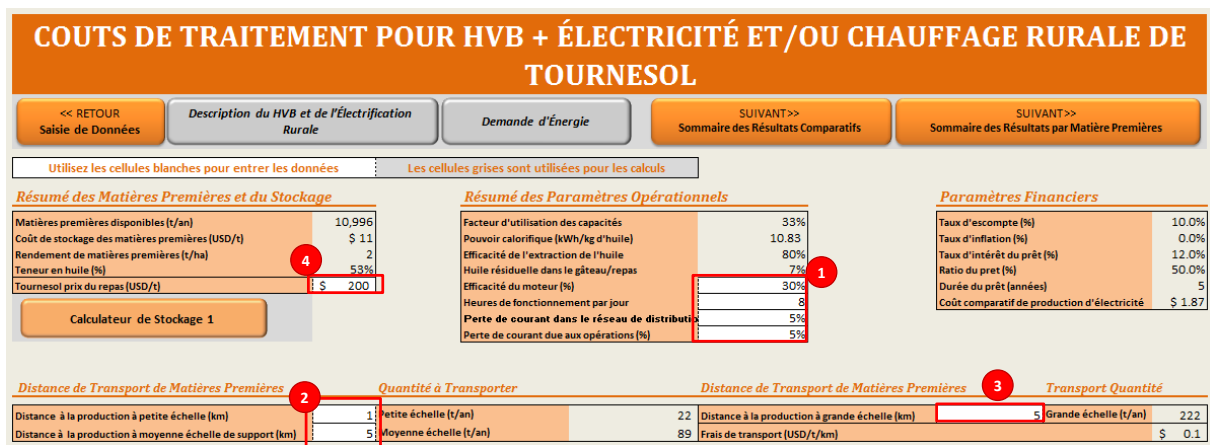 COUTS DE TRAITEMENT POUR HVB + ÉLECTRICITÉ ET/OU CHAUFFAGE RURALE DE
TOURNESOL
<< RETOUR
Saisie de Données
Description du HVB et de l'Électrification
Rurale
Demande d'Énergie
SUIVANT>>
Sommaire des Résultats Comparatifs
SUIVANT>>
Sommaire des Résultats par Matière Premières
Utilisez les cellules blanches pour entrer les données
Les cellules grises sont utilisées pour les calculs
Résumé des Matières Premières et du Stockage
Matières premières disponibles (t/an) 10,996
Coût de stockage des matières premières (USD/t) $ 11
Rendement de matière premières (t/ha) 2
Teneur en huile (%) 53%
Tournesol prix du repas (USD/t) $ 200
4
Calculateur de Stockage 1
Résumé des Paramètres Opérationnels
Facteur d'utilisation des capacités 33%
Pouvoir calorifique (kWh/kg d'huile) 10.83
Efficacité de l'extraction de l'huile 80%
Huile résiduelle dans le gâteau/repas 7%
Efficacité du moteur (%) 30%
Heures de fonctionnement par jour 8
Perte de courant dans le réseau de distributio 5%
Perte de courant due aux opérations (%) 5%
1
Paramètres Financiers
Taux d'escompte (%) 10.0%
Taux d'inflation (%) 0.0%
Taux d'intérêt du prêt (%) 12.0%
Ratio du pret (%) 50.0%
Durée du prêt (années) 5
Coût comparatif de production d'électricité $ 1.87
Distance de Transport de Matières Premières
2
Distance à la production à petite échelle (km) 1
Distance à la production à moyenne échelle de support (km) 5
Quantité à Transporter
Petite échelle (t/an) 22
Moyenne échelle (t/an) 89
Distance de Transport de Matières Premières
3
Transport Quantité
Distance à la production à grande échelle (km) 5
Grande échelle (t/an) 222
Frais de transport (USD/t/km) $ 0.1